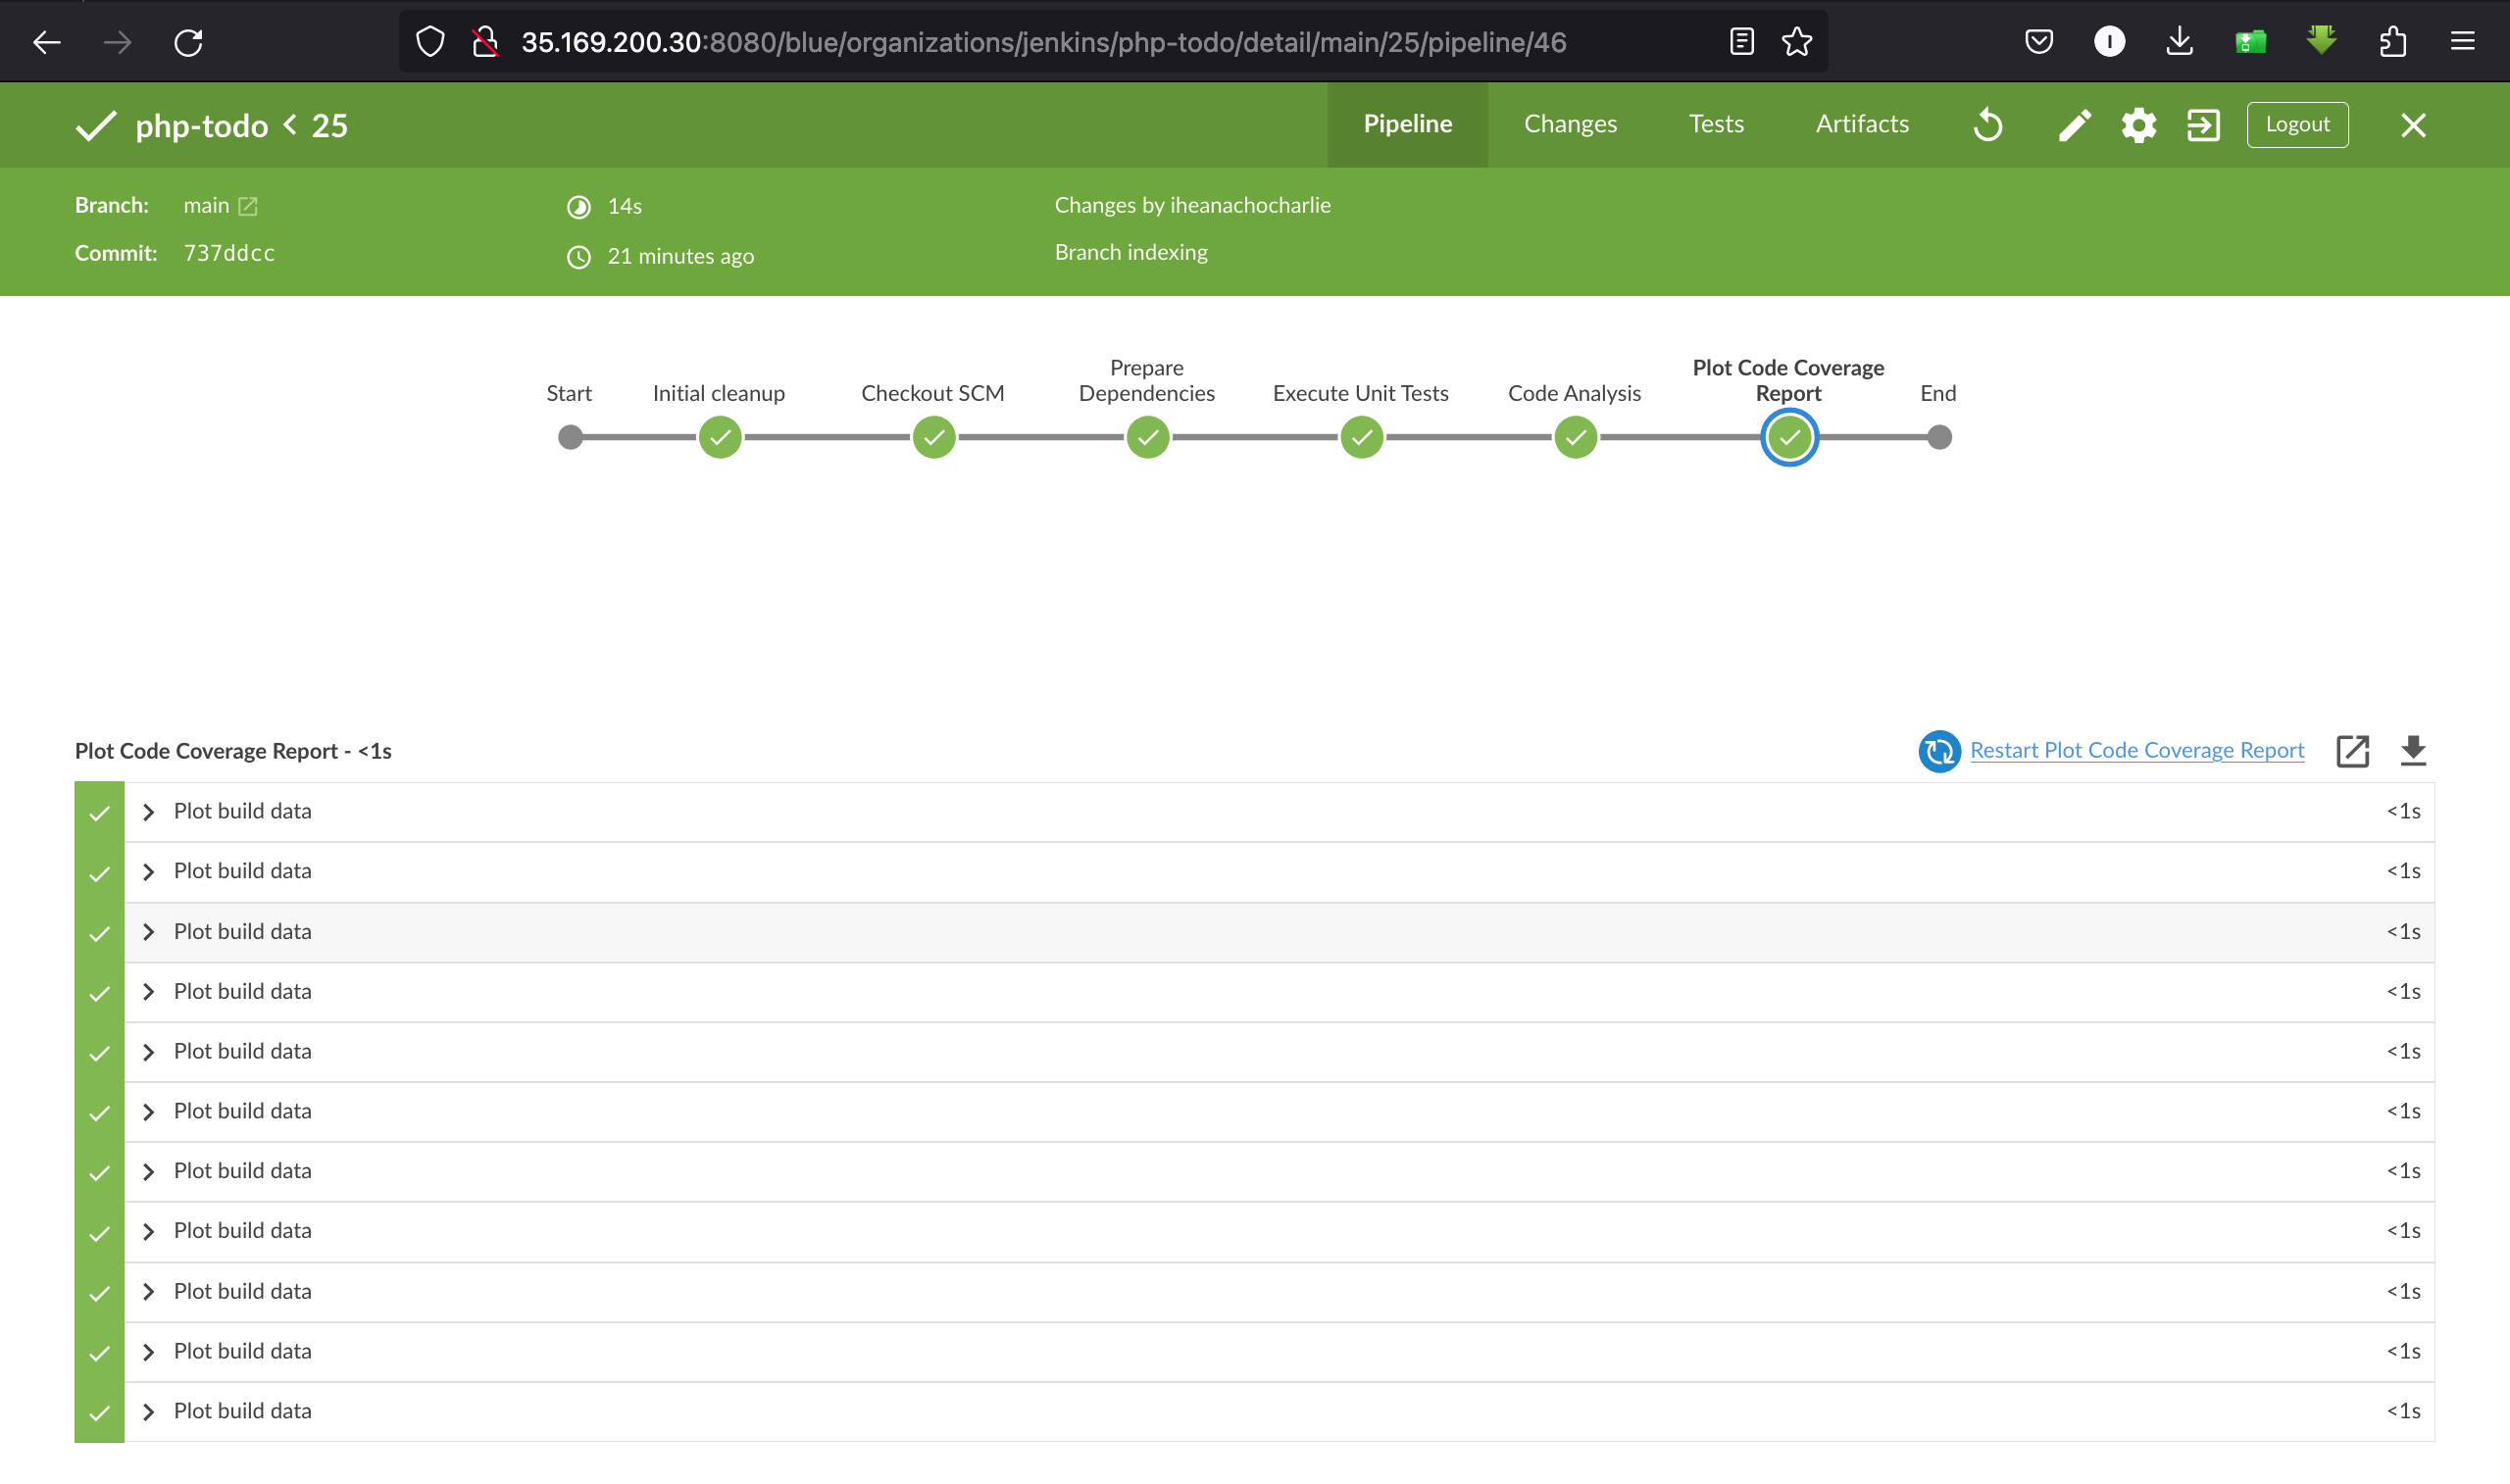 35.169.200.30:8080/blue/organizations/jenkins/php-todo/detail/main/25/pipeline/46
I
php-todo < 25
Pipeline
Changes
Tests
Artifacts
Logout
Branch: main
14s
Changes by iheanachocharlie
Commit: 737ddcc
21 minutes ago
Branch indexing
Start
Initial cleanup
Checkout SCM
Prepare
Dependencies
Execute Unit Tests
Code Analysis
Plot Code Coverage
Report
End
Plot Code Coverage Report - <1s
Restart Plot Code Coverage Report
Plot build data <1s
Plot build data <1s
Plot build data <1s
Plot build data <1s
Plot build data <1s
Plot build data <1s
Plot build data <1s
Plot build data <1s
Plot build data <1s
Plot build data <1s
Plot build data <1s